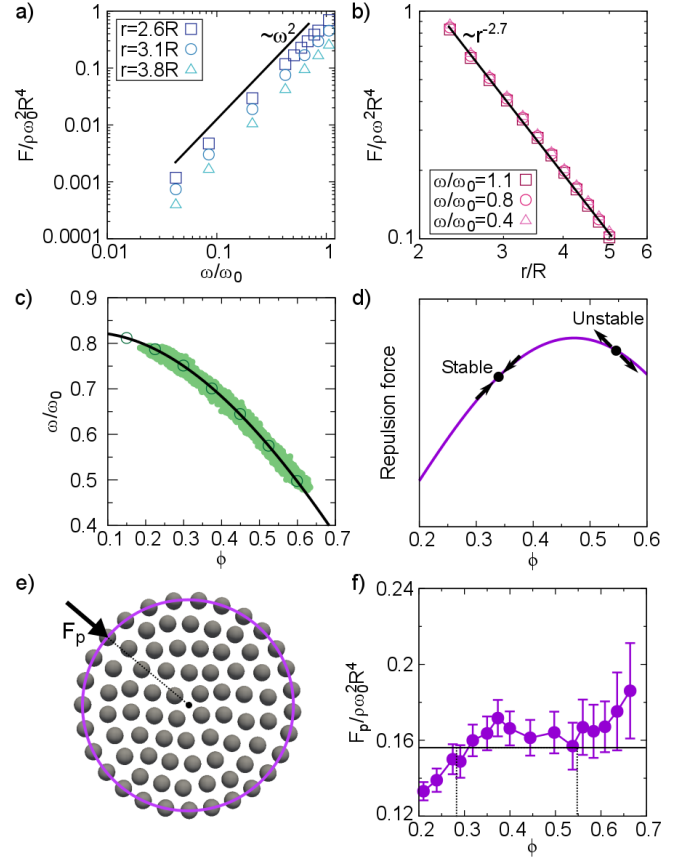 a)
r=2.6R
r=3.1R
r=3.8R
~ω²
1
0.1
0.01
0.001
0.0001
F/ρω₀²R⁴
0.01
0.1
1
ω/ω₀
b)
~r⁻²·⁷
ω/ω₀=1.1
ω/ω₀=0.8
ω/ω₀=0.4
1
0.1
F/ρω²R⁴
2
3
4
5
6
r/R
c)
0.9
0.8
0.7
0.6
0.5
0.4
ω/ω₀
0.1
0.2
0.3
0.4
0.5
0.6
0.7
ϕ
d)
Unstable
Stable
Repulsion force
0.2
0.3
0.4
0.5
0.6
ϕ
e)
Fₚ
f)
0.24
0.2
0.16
0.12
Fₚ/ρω₀²R⁴
0.2
0.3
0.4
0.5
0.6
0.7
ϕ